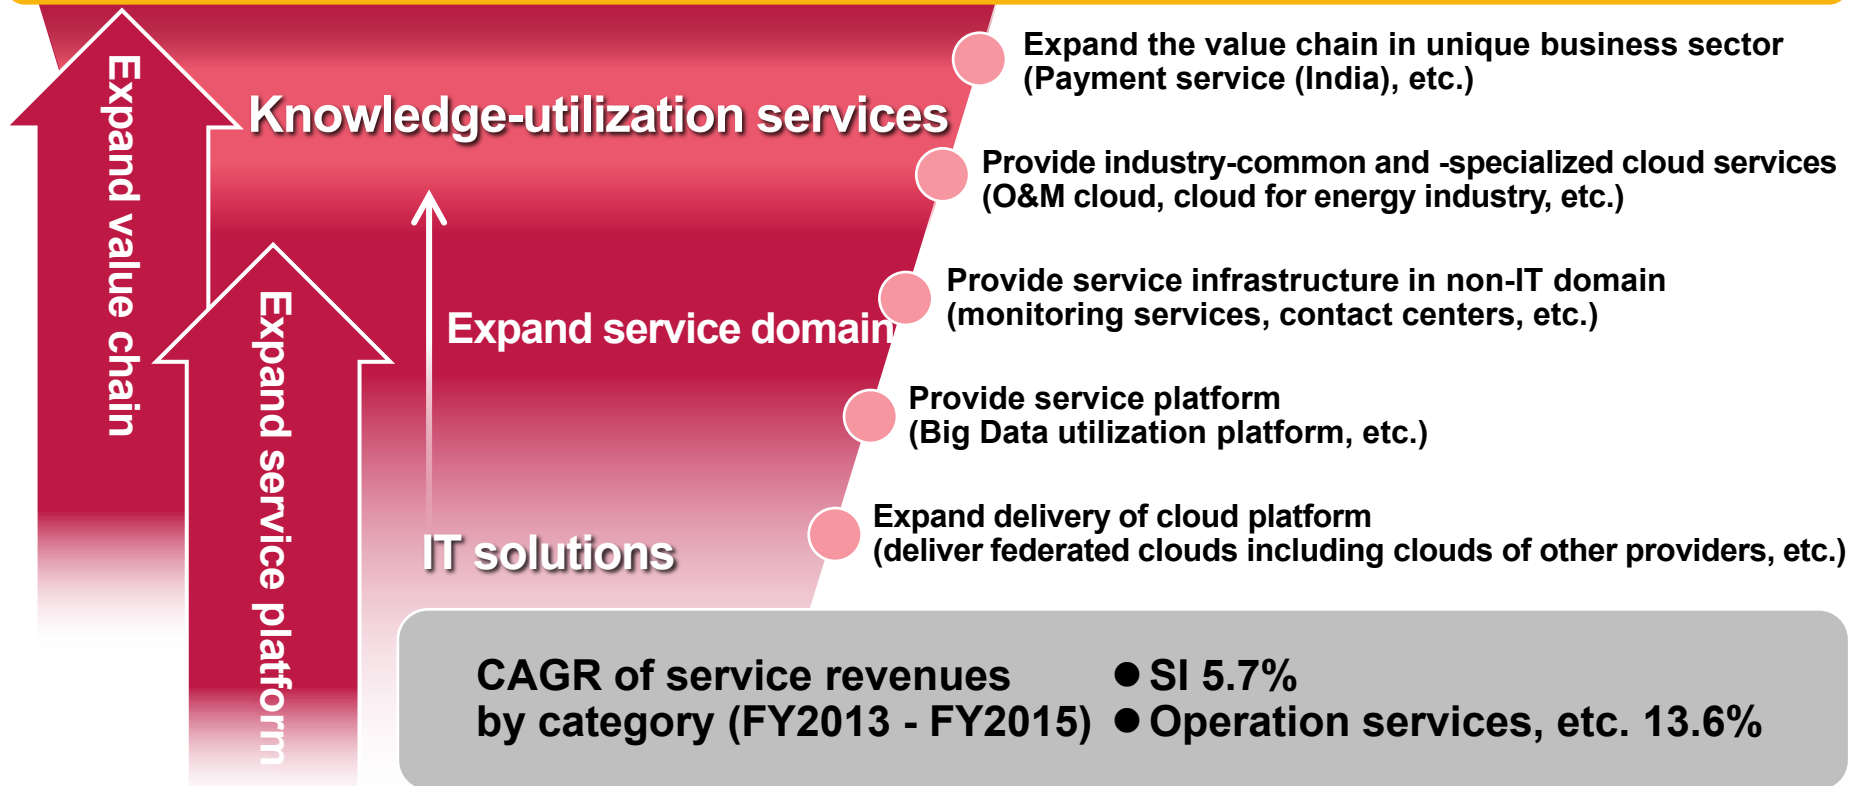 Expand value chain
Expand service platform
Knowledge-utilization services
Expand service domain
IT solutions
Expand the value chain in unique business sector
(Payment service (India), etc.)
Provide industry-common and -specialized cloud services
(O&M cloud, cloud for energy industry, etc.)
Provide service infrastructure in non-IT domain
(monitoring services, contact centers, etc.)
Provide service platform
(Big Data utilization platform, etc.)
Expand delivery of cloud platform
(deliver federated clouds including clouds of other providers, etc.)
CAGR of service revenues
by category (FY2013 - FY2015)
● SI 5.7%
● Operation services, etc. 13.6%